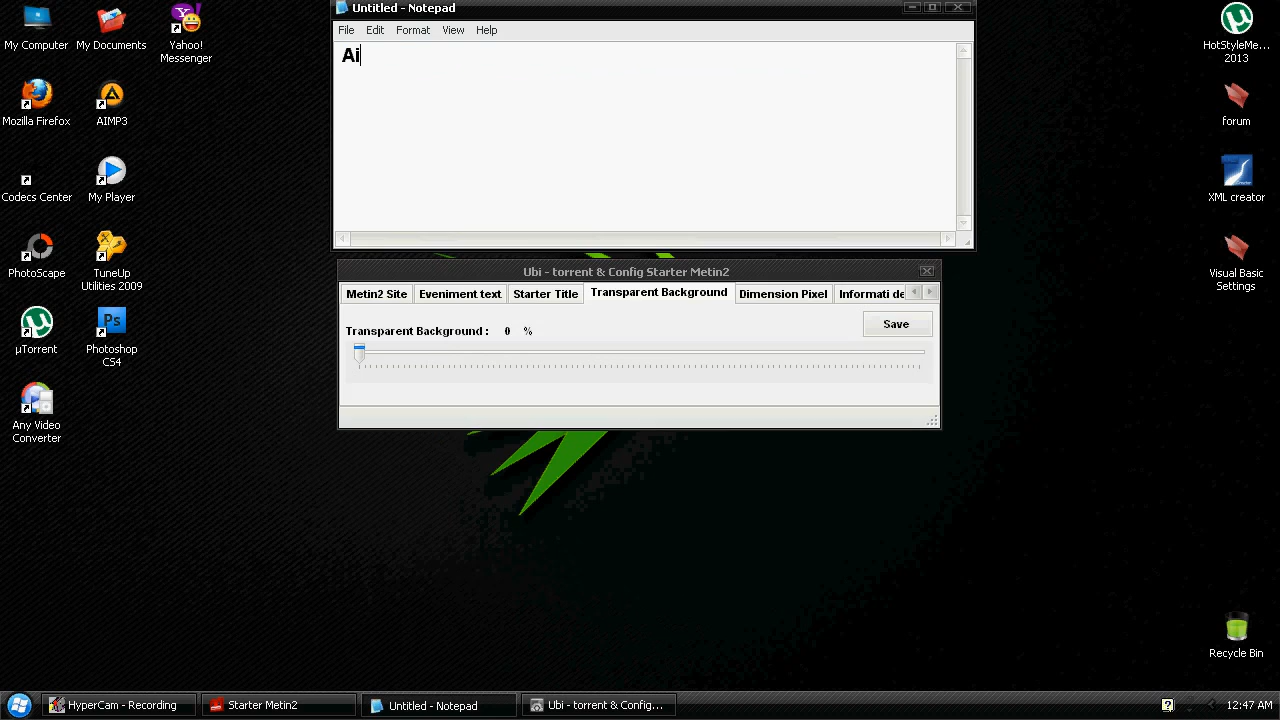 Untitled - Notepad
File Edit Format View Help
Ai
My Computer
My Documents
Yahoo!
Messenger
Mozilla Firefox
AIMP3
Codecs Center
My Player
PhotoScape
TuneUp
Utilities 2009
µTorrent
Ps
Photoshop
CS4
Any Video
Converter
Ubi - torrent & Config Starter Metin2
Metin2 Site Eveniment text Starter Title Transparent Background Dimension Pixel Informati de
Transparent Background : 0 %
Save
HotStyleMe...
2013
forum
XML creator
Visual Basic
Settings
Recycle Bin
HyperCam - Recording Starter Metin2 Untitled - Notepad Ubi - torrent & Config... 12:47 AM